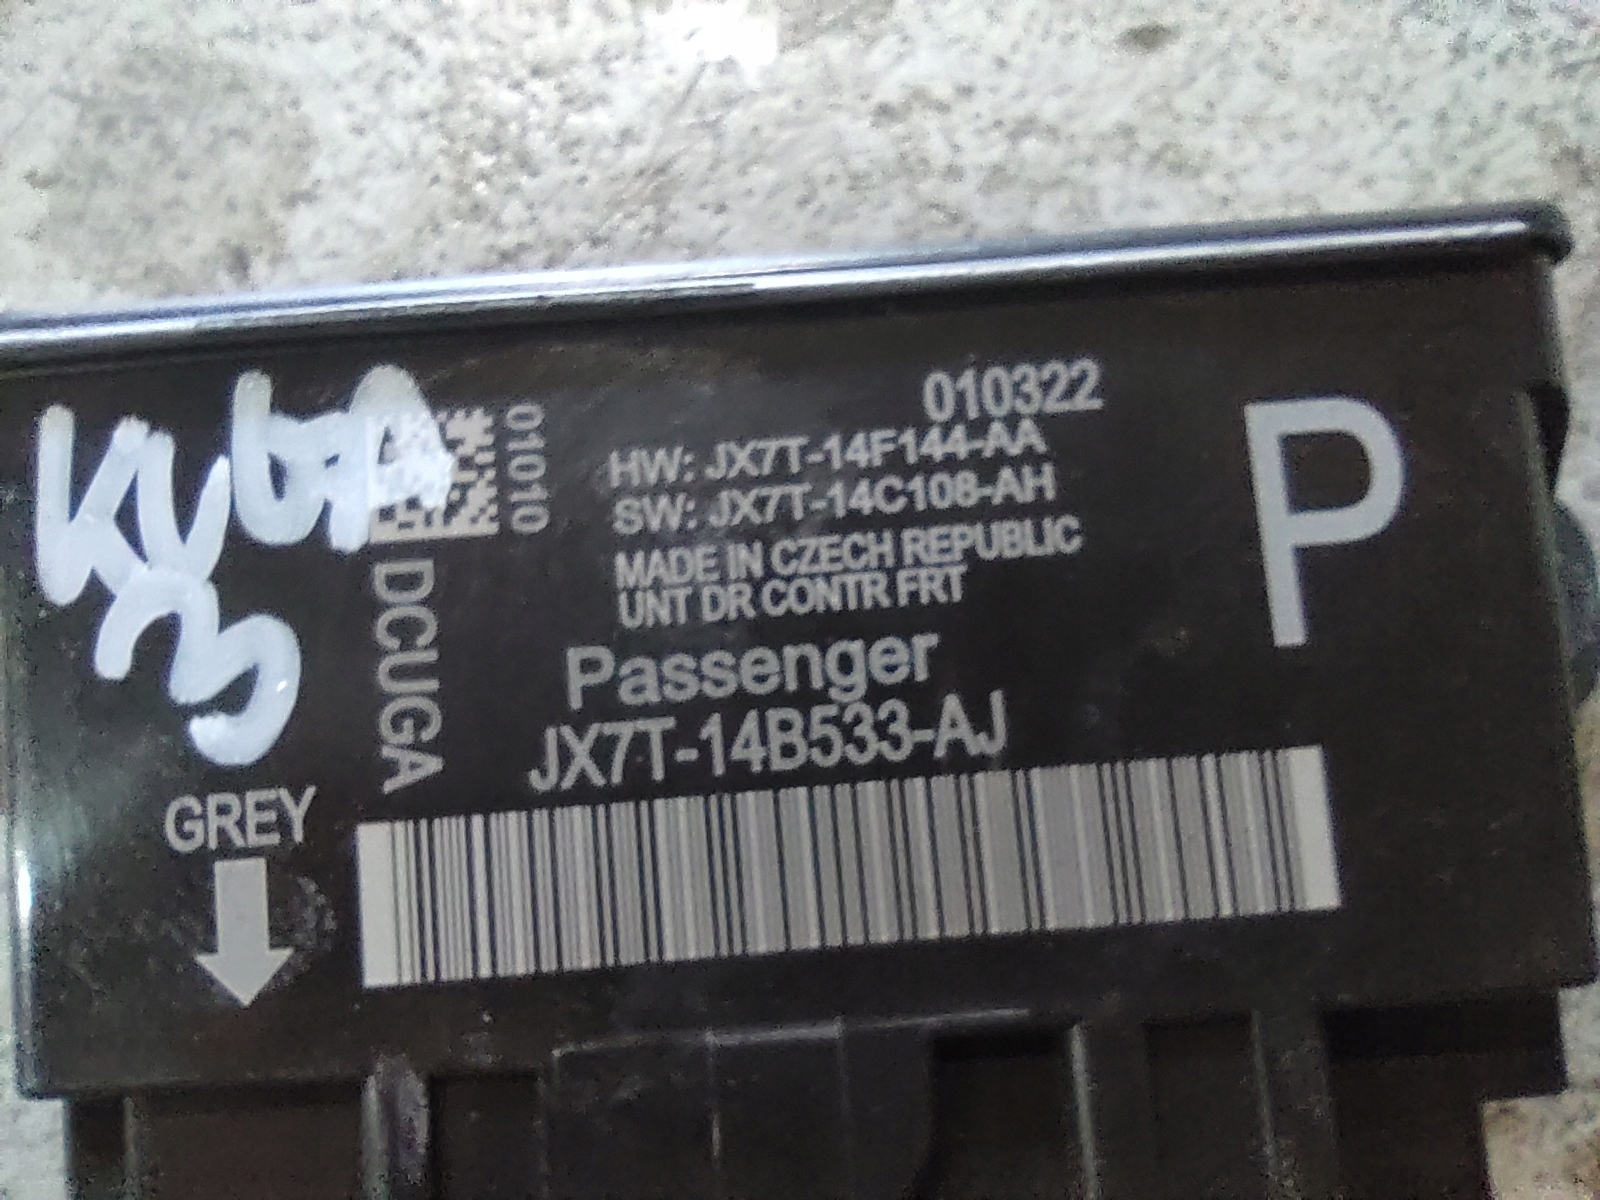 010322
HW: JX7T-14F144-AA
SW: JX7T-14C108-AH
MADE IN CZECH REPUBLIC
UNT DR CONTR FRT
Passenger
JX7T-14B533-AJ
P
01010
DCUGA
KUGA
3
GREY